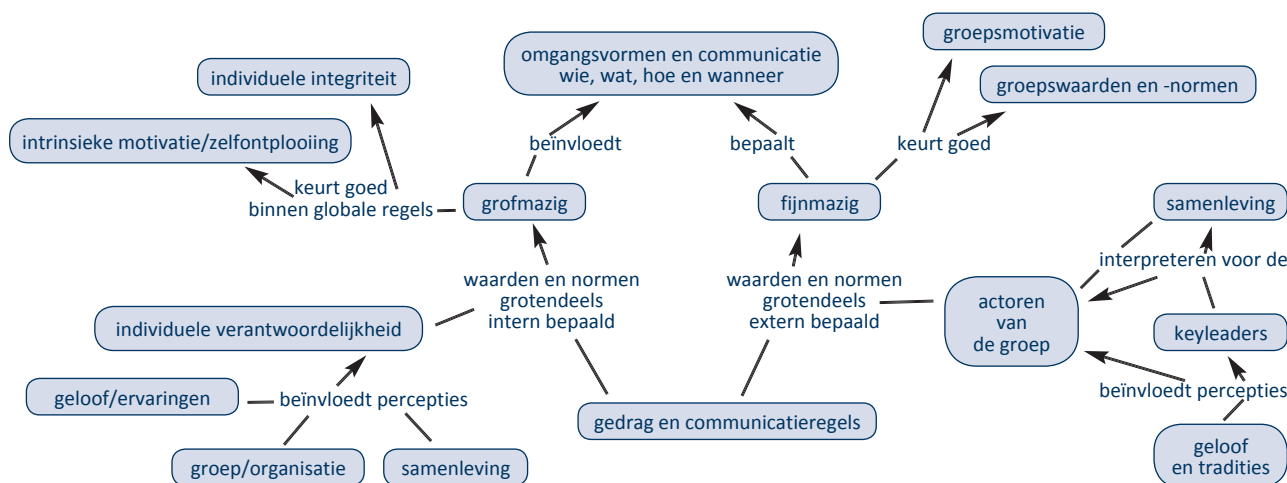 groepsmotivatie
omgangsvormen en communicatie
wie, wat, hoe en wanneer
individuele integriteit
groepswaarden en -normen
intrinsieke motivatie/zelfontplooiing
beïnvloedt
bepaalt
keurt goed
keurt goed
binnen globale regels
grofmazig
fijnmazig
samenleving
interpreteren voor de
waarden en normen
grotendeels
intern bepaald
waarden en normen
grotendeels
extern bepaald
actoren
van
de groep
individuele verantwoordelijkheid
keyleaders
geloof/ervaringen
beïnvloedt percepties
beïnvloedt percepties
gedrag en communicatieregels
groep/organisatie
samenleving
geloof
en tradities